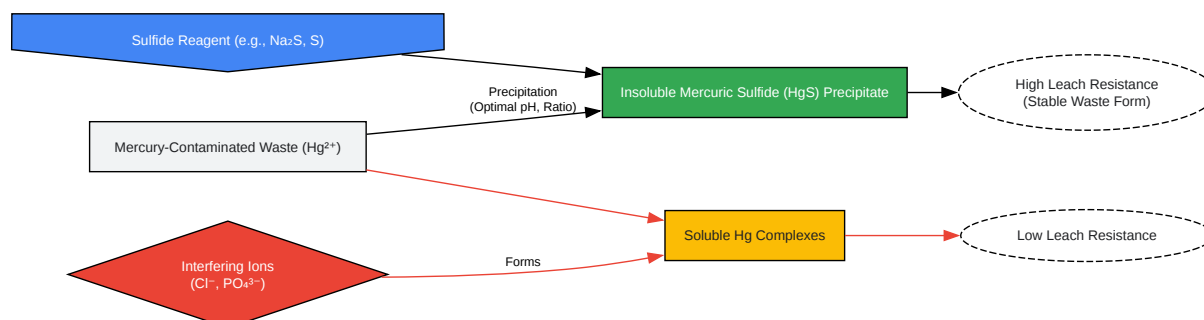 Sulfide Reagent (e.g., Na₂S, S)
Precipitation
(Optimal pH, Ratio)
Insoluble Mercuric Sulfide (HgS) Precipitate
High Leach Resistance
(Stable Waste Form)
Mercury-Contaminated Waste (Hg²⁺)
Soluble Hg Complexes
Low Leach Resistance
Interfering Ions
(Cl⁻, PO₄³⁻)
Forms